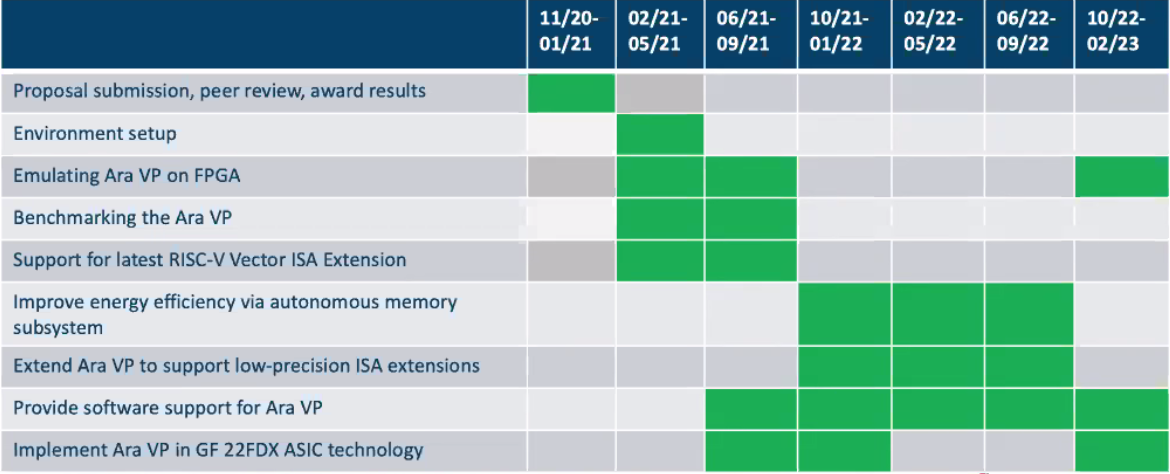 11/20- 02/21- 06/21- 10/21- 02/22- 06/22- 10/22-
01/21 05/21 09/21 01/22 05/22 09/22 02/23
Proposal submission, peer review, award results
Environment setup
Emulating Ara VP on FPGA
Benchmarking the Ara VP
Support for latest RISC-V Vector ISA Extension
Improve energy efficiency via autonomous memory
subsystem
Extend Ara VP to support low-precision ISA extensions
Provide software support for Ara VP
Implement Ara VP in GF 22FDX ASIC technology